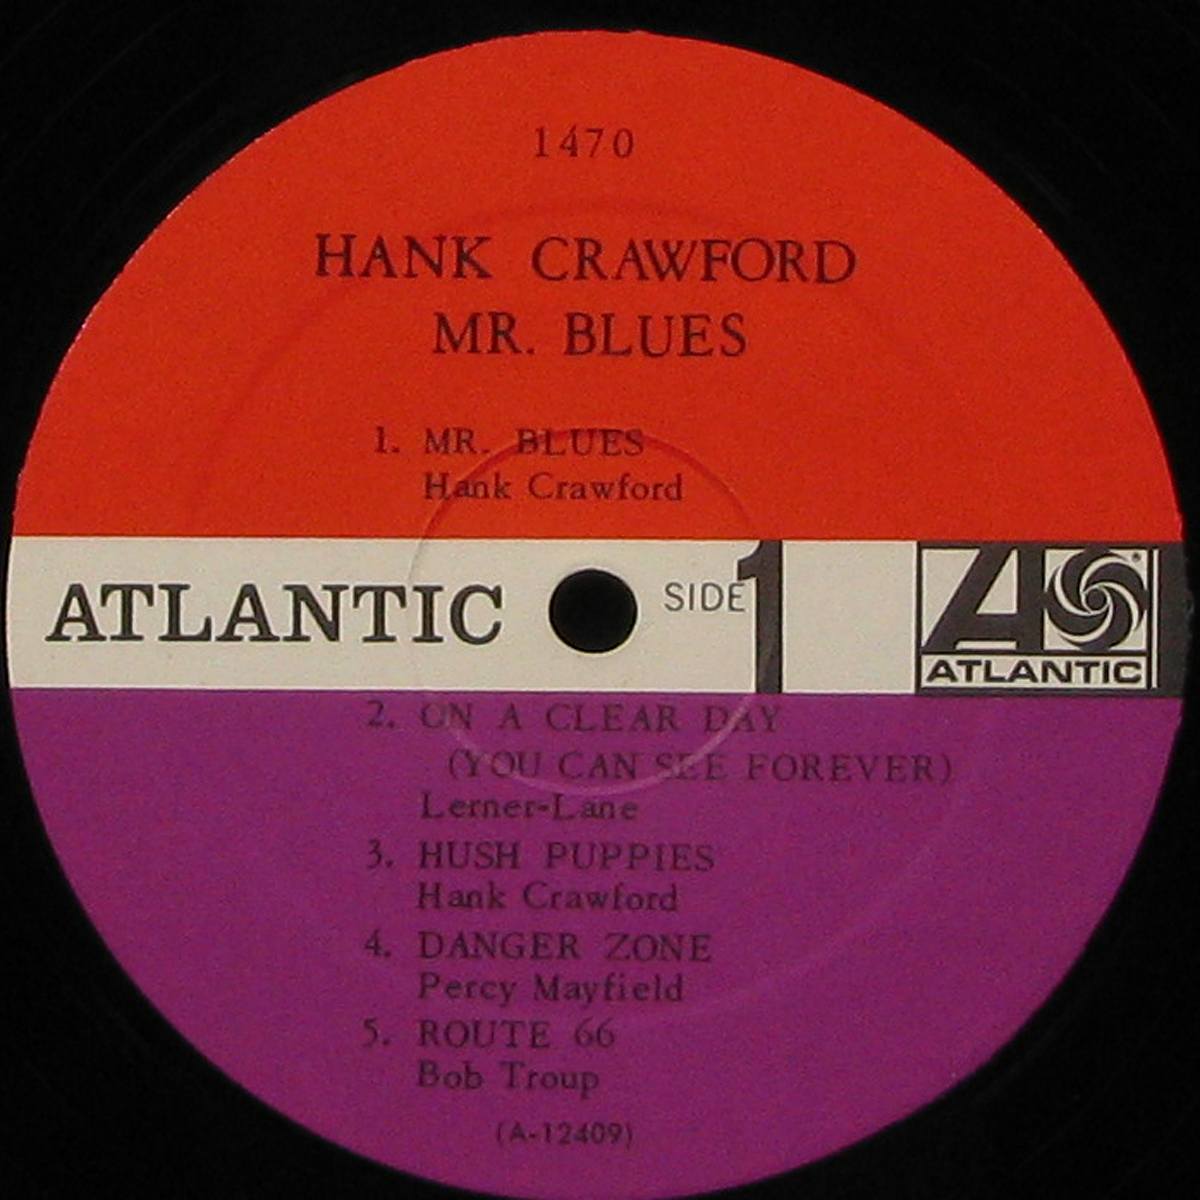 1470
HANK CRAWFORD
MR. BLUES
1. MR. BLUES
Hank Crawford
ATLANTIC SIDE 1
ATLANTIC
2. ON A CLEAR DAY
(YOU CAN SEE FOREVER)
Lerner-Lane
3. HUSH PUPPIES
Hank Crawford
4. DANGER ZONE
Percy Mayfield
5. ROUTE 66
Bob Troup
(A-12409)